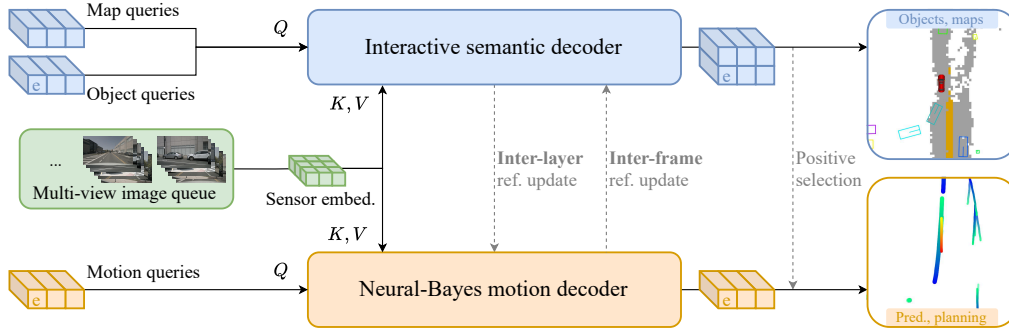 Map queries
Q
Interactive semantic decoder
Objects, maps
e
e
Object queries
K, V
...
Multi-view image queue
Sensor embed.
Inter-layer
ref. update
Inter-frame
ref. update
Positive
selection
K, V
Motion queries
Q
e
Neural-Bayes motion decoder
e
Pred., planning